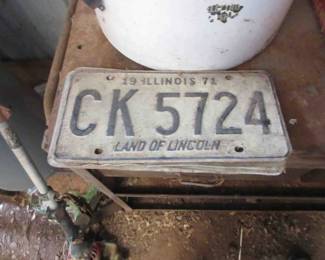 19 ILLINOIS 71
CK 5724
LAND OF LINCOLN